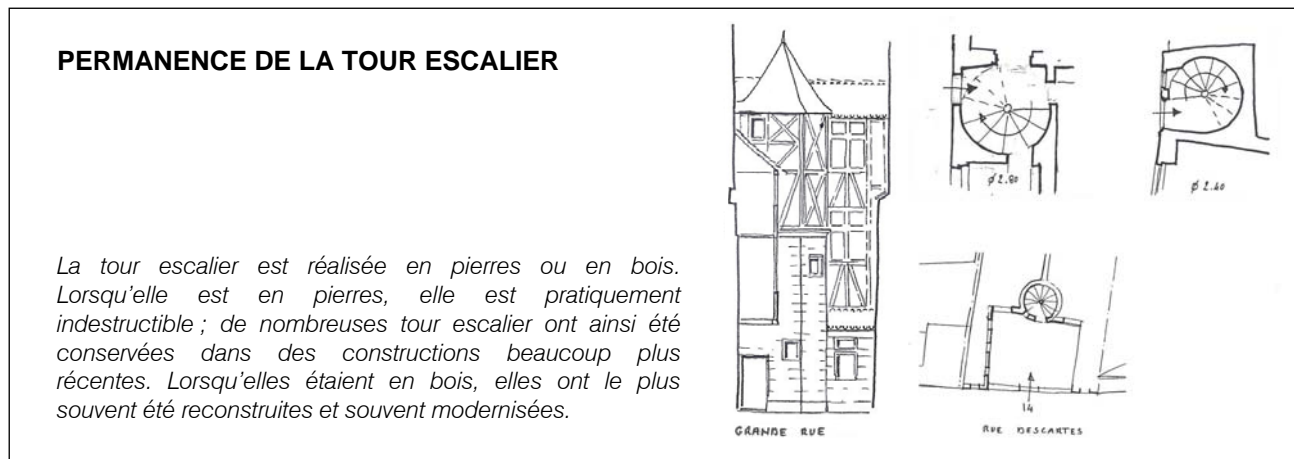 PERMANENCE DE LA TOUR ESCALIER
La tour escalier est réalisée en pierres ou en bois.
Lorsqu'elle est en pierres, elle est pratiquement
indestructible ; de nombreuses tour escalier ont ainsi été
conservées dans des constructions beaucoup plus
récentes. Lorsqu'elles étaient en bois, elles ont le plus
souvent été reconstruites et souvent modernisées.
GRANDE RUE
Ø 2.80
Ø 2.40
14
RUE DESCARTES